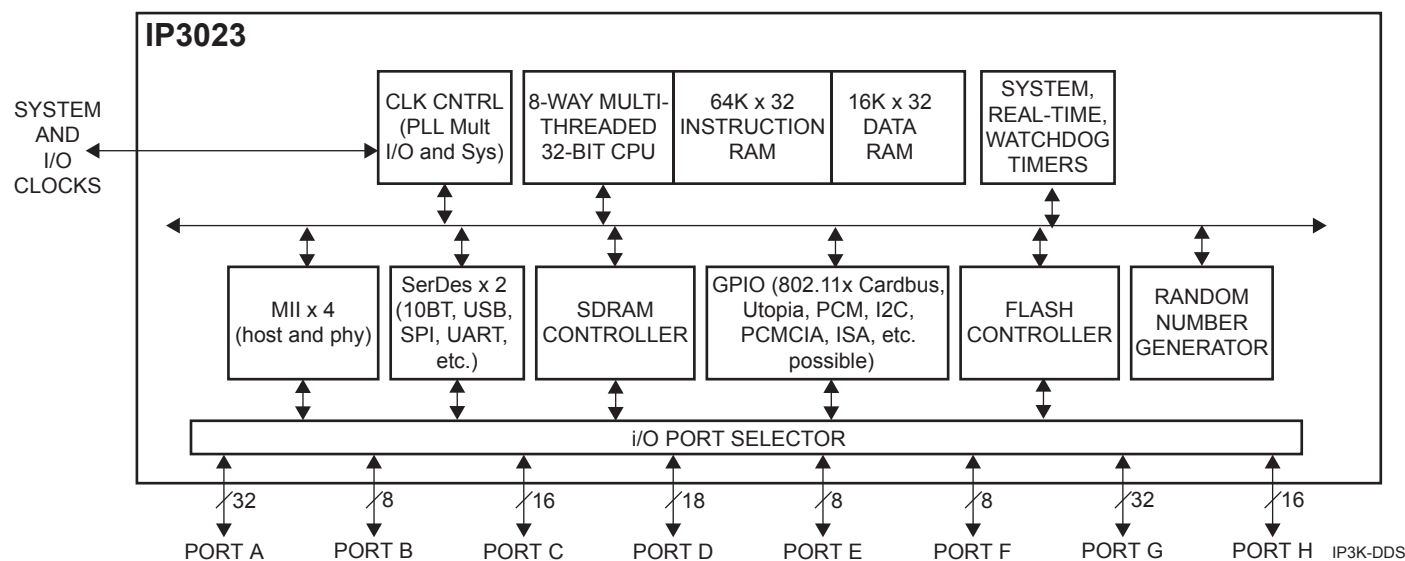 IP3023
SYSTEM
AND
I/O
CLOCKS
CLK CNTRL
(PLL Mult
I/O and Sys)
8-WAY MULTI-
THREADED
32-BIT CPU
64K x 32
INSTRUCTION
RAM
16K x 32
DATA
RAM
SYSTEM,
REAL-TIME,
WATCHDOG
TIMERS
MII x 4
(host and phy)
SerDes x 2
(10BT, USB,
SPI, UART,
etc.)
SDRAM
CONTROLLER
GPIO (802.11x Cardbus,
Utopia, PCM, I2C,
PCMCIA, ISA, etc.
possible)
FLASH
CONTROLLER
RANDOM
NUMBER
GENERATOR
i/O PORT SELECTOR
32
8
16
18
8
8
32
16
PORT A
PORT B
PORT C
PORT D
PORT E
PORT F
PORT G
PORT H
IP3K-DDS